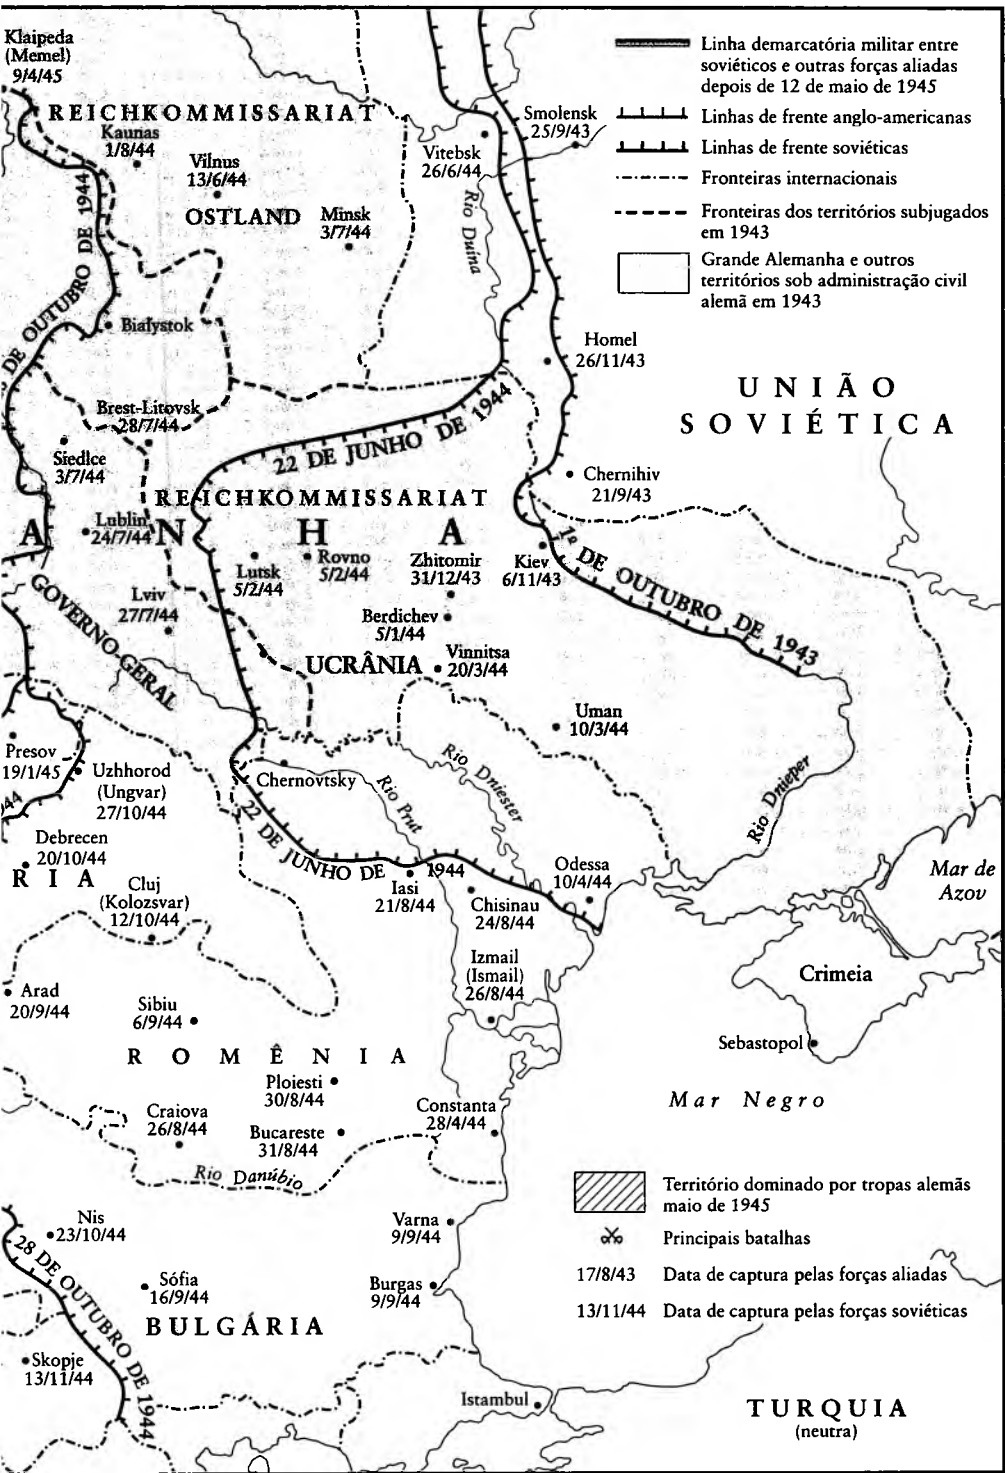 Klaipeda
(Memel)
9/4/45
REICHKOMMISSARIAT
Kaunas
1/8/44
Vilnus
13/6/44
OSTLAND
Minsk
3/7/44
Smolensk
25/9/43
Vitebsk
26/6/44
Rio Duina
Linha demarcatória militar entre
soviéticos e outras forças aliadas
depois de 12 de maio de 1945
Linhas de frente anglo-americanas
Linhas de frente soviéticas
Fronteiras internacionais
Fronteiras dos territórios subjugados
em 1943
Grande Alemanha e outros
territórios sob administração civil
alemã em 1943
DE OUTUBRO DE 1944
Białystok
Homel
26/11/43
UNIÃO
SOVIÉTICA
Brest-Litovsk
28/7/44
Siedlce
3/7/44
22 DE JUNHO DE 1944
Chernihiv
21/9/43
REICHKOMMISSARIAT
A N H A
Lublin
24/7/44
Lutsk
5/2/44
Rovno
5/2/44
Zhitomir
31/12/43
Kiev
6/11/43
1º DE OUTUBRO DE 1943
GOVERNO-GERAL
Lviv
27/7/44
Berdichev
5/1/44
UCRÂNIA
Vinnitsa
20/3/44
Uman
10/3/44
Presov
19/1/45
Uzhhorod
(Ungvar)
27/10/44
Chernovtsky
Rio Prut
Rio Dniester
Rio Dnieper
22 DE JUNHO DE 1944
Debrecen
20/10/44
RIA
Cluj
(Kolozsvar)
12/10/44
Iasi
21/8/44
Chisinau
24/8/44
Odessa
10/4/44
Mar de
Azov
Izmail
(Ismail)
26/8/44
Crimeia
Arad
20/9/44
Sibiu
6/9/44
Sebastopol
ROMÊNIA
Mar Negro
Ploiesti
30/8/44
Craiova
26/8/44
Bucareste
31/8/44
Constanta
28/4/44
Rio Danúbio
Território dominado por tropas alemãs
maio de 1945
Principais batalhas
17/8/43 Data de captura pelas forças aliadas
13/11/44 Data de captura pelas forças soviéticas
Nis
23/10/44
Varna
9/9/44
28 DE OUTUBRO DE 1944
Sófia
16/9/44
Burgas
9/9/44
BULGÁRIA
Skopje
13/11/44
Istambul
TURQUIA
(neutra)